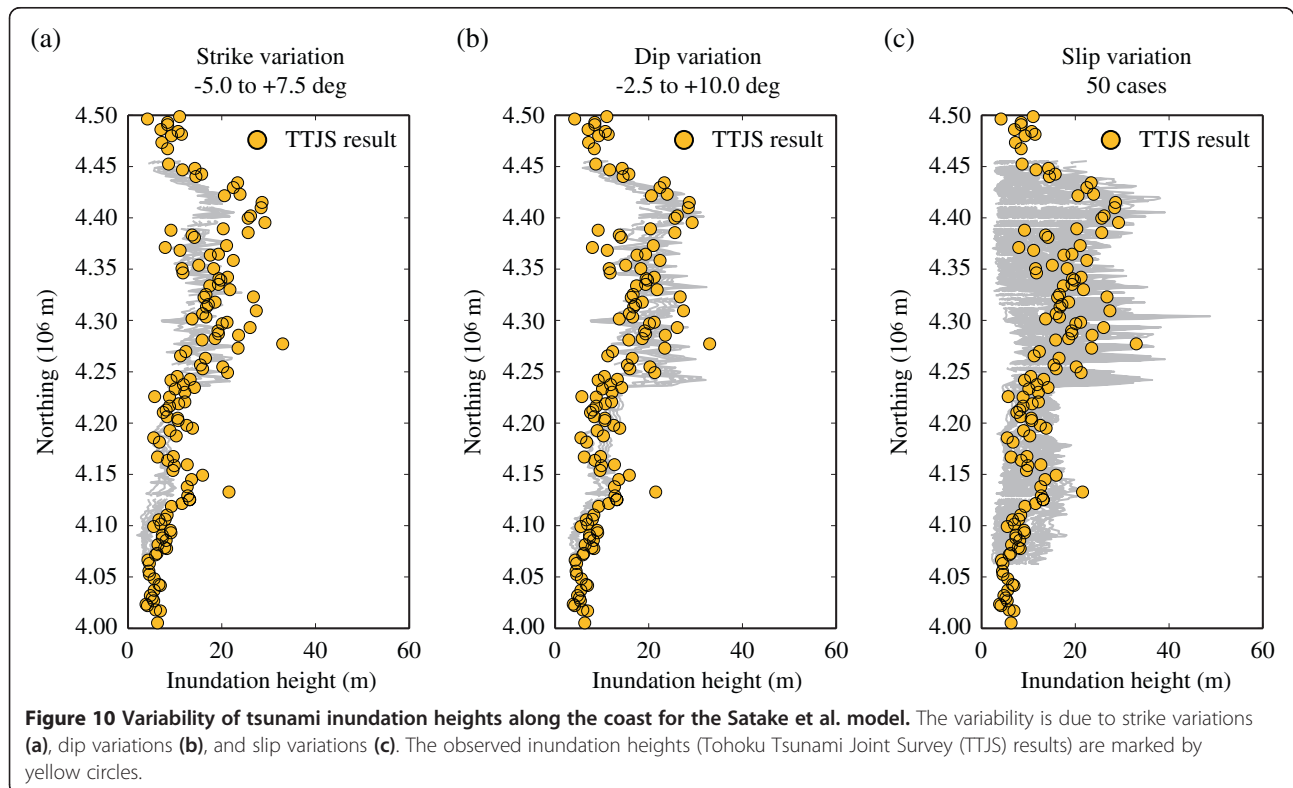 (a)
Strike variation
-5.0 to +7.5 deg
TTJS result
4.50
4.45
4.40
4.35
4.30
4.25
4.20
4.15
4.10
4.05
4.00
Northing (10⁶ m)
0
20
40
60
Inundation height (m)
(b)
Dip variation
-2.5 to +10.0 deg
TTJS result
4.50
4.45
4.40
4.35
4.30
4.25
4.20
4.15
4.10
4.05
4.00
Northing (10⁶ m)
0
20
40
60
Inundation height (m)
(c)
Slip variation
50 cases
TTJS result
4.50
4.45
4.40
4.35
4.30
4.25
4.20
4.15
4.10
4.05
4.00
Northing (10⁶ m)
0
20
40
60
Inundation height (m)
Figure 10 Variability of tsunami inundation heights along the coast for the Satake et al. model. The variability is due to strike variations
(a), dip variations (b), and slip variations (c). The observed inundation heights (Tohoku Tsunami Joint Survey (TTJS) results) are marked by
yellow circles.